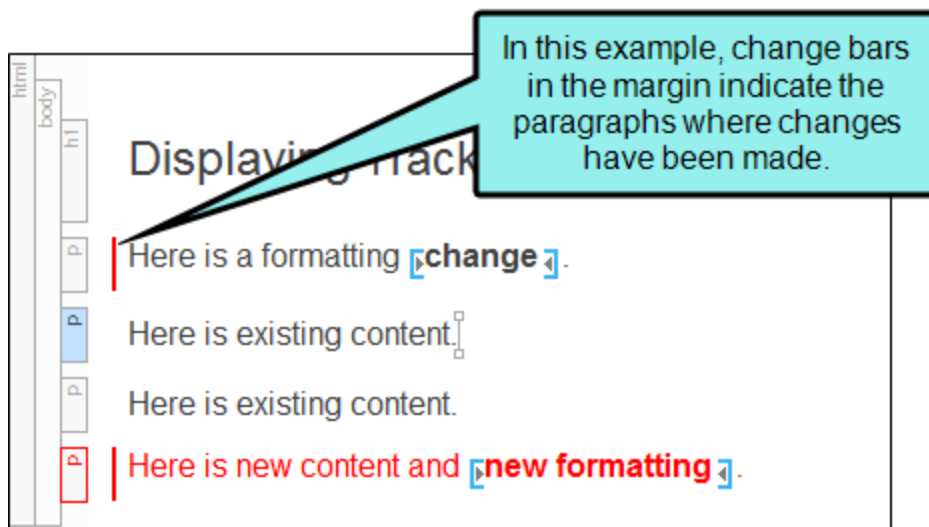 In this example, change bars
in the margin indicate the
paragraphs where changes
have been made.
html
body
h1
Displaying Track
p
Here is a formatting change.
p
Here is existing content.
p
Here is existing content.
p
Here is new content and new formatting.